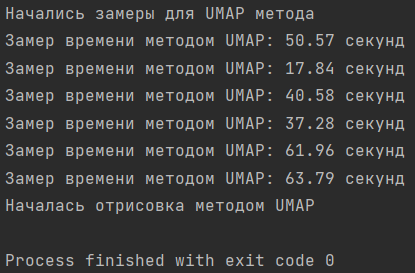 Начались замеры для UMAP метода
Замер времени методом UMAP: 50.57 секунд
Замер времени методом UMAP: 17.84 секунд
Замер времени методом UMAP: 40.58 секунд
Замер времени методом UMAP: 37.28 секунд
Замер времени методом UMAP: 61.96 секунд
Замер времени методом UMAP: 63.79 секунд
Началась отрисовка методом UMAP
Process finished with exit code 0